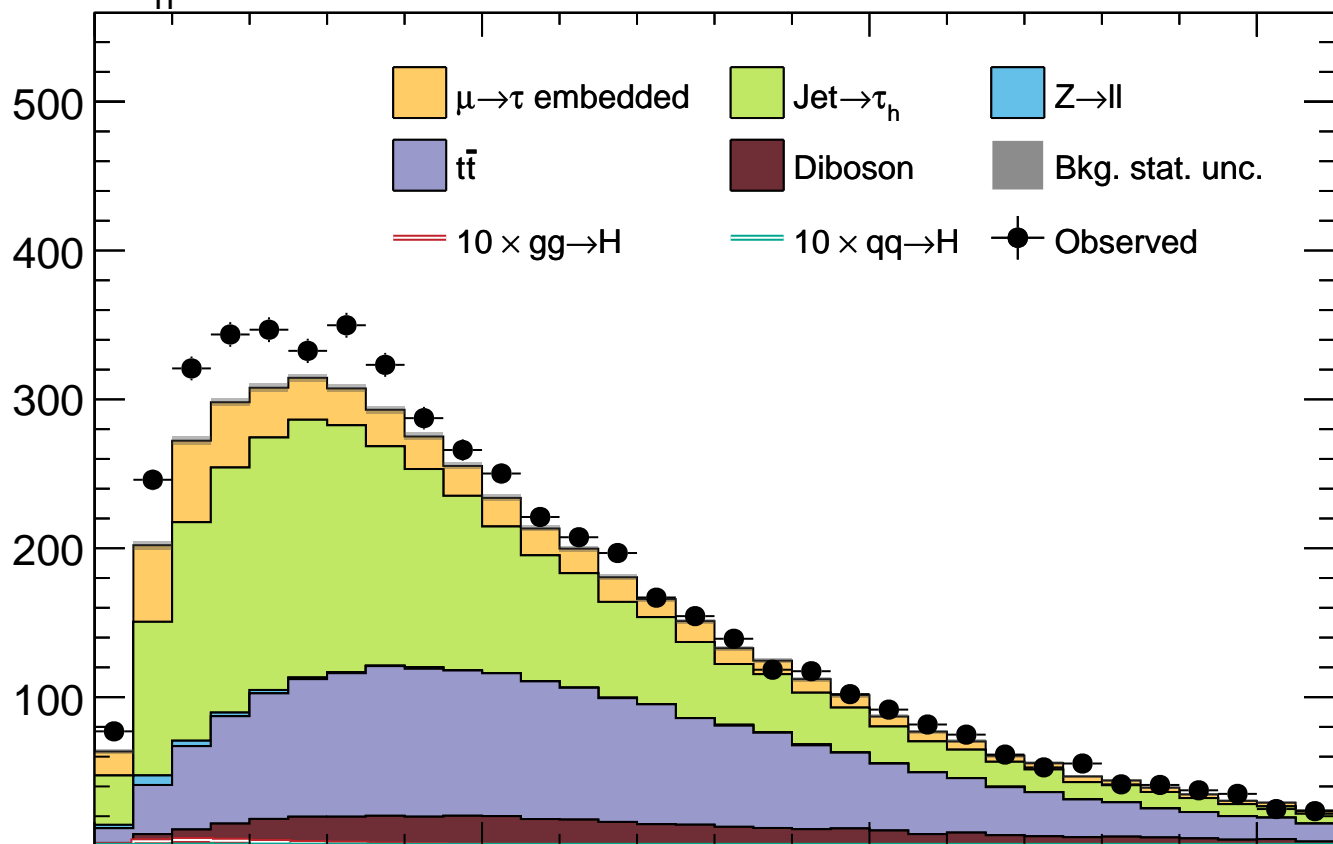 μ→τ embedded Jet→τh Z→ll
tt̄ Diboson Bkg. stat. unc.
10 × gg→H 10 × qq→H Observed
500
400
300
200
100